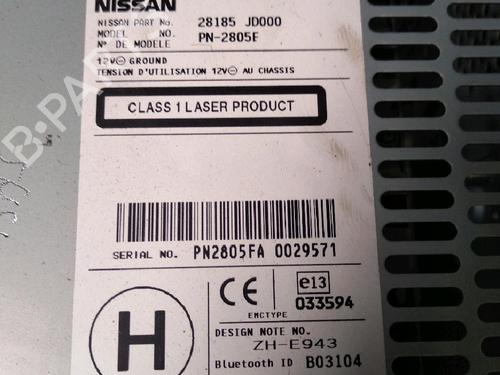 NISSAN
NISSAN PART No. 28185 JD000
MODEL NO. PN-2805F
N° DE MODELE
12V⊖ GROUND
TENSION D'UTILISATION 12V⊖ AU CHASSIS
CLASS 1 LASER PRODUCT
SERIAL NO. PN2805FA 0029571
H
CE
e13
033594
EMCTYPE
DESIGN NOTE NO.
ZH-E943
Bluetooth ID B03104
B-PARTS